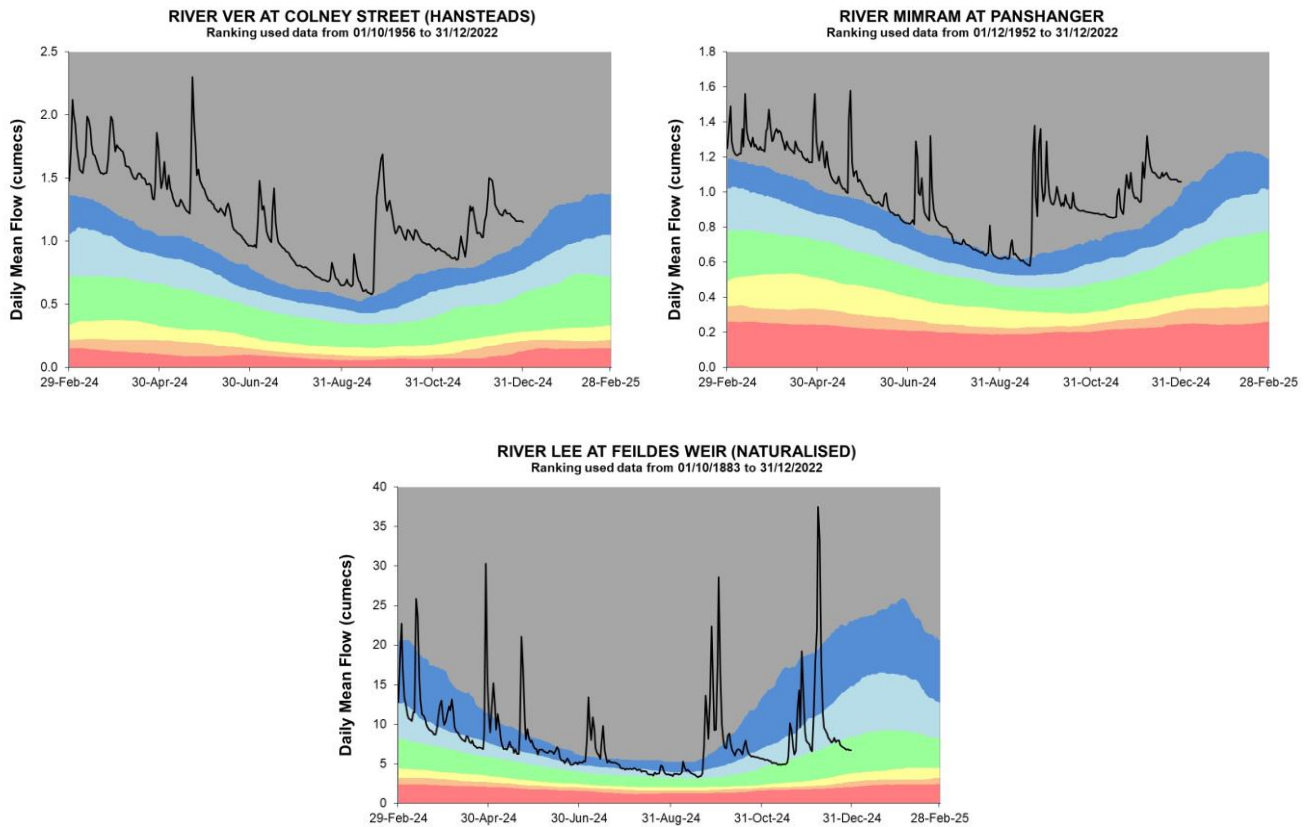 RIVER VER AT COLNEY STREET (HANSTEADS)
Ranking used data from 01/10/1956 to 31/12/2022
Daily Mean Flow (cumecs)
2.5
2.0
1.5
1.0
0.5
0.0
29-Feb-24 30-Apr-24 30-Jun-24 31-Aug-24 31-Oct-24 31-Dec-24 28-Feb-25
RIVER MIMRAM AT PANSHANGER
Ranking used data from 01/12/1952 to 31/12/2022
Daily Mean Flow (cumecs)
1.8
1.6
1.4
1.2
1.0
0.8
0.6
0.4
0.2
0.0
29-Feb-24 30-Apr-24 30-Jun-24 31-Aug-24 31-Oct-24 31-Dec-24 28-Feb-25
RIVER LEE AT FEILDES WEIR (NATURALISED)
Ranking used data from 01/10/1883 to 31/12/2022
Daily Mean Flow (cumecs)
40
35
30
25
20
15
10
5
0
29-Feb-24 30-Apr-24 30-Jun-24 31-Aug-24 31-Oct-24 31-Dec-24 28-Feb-25